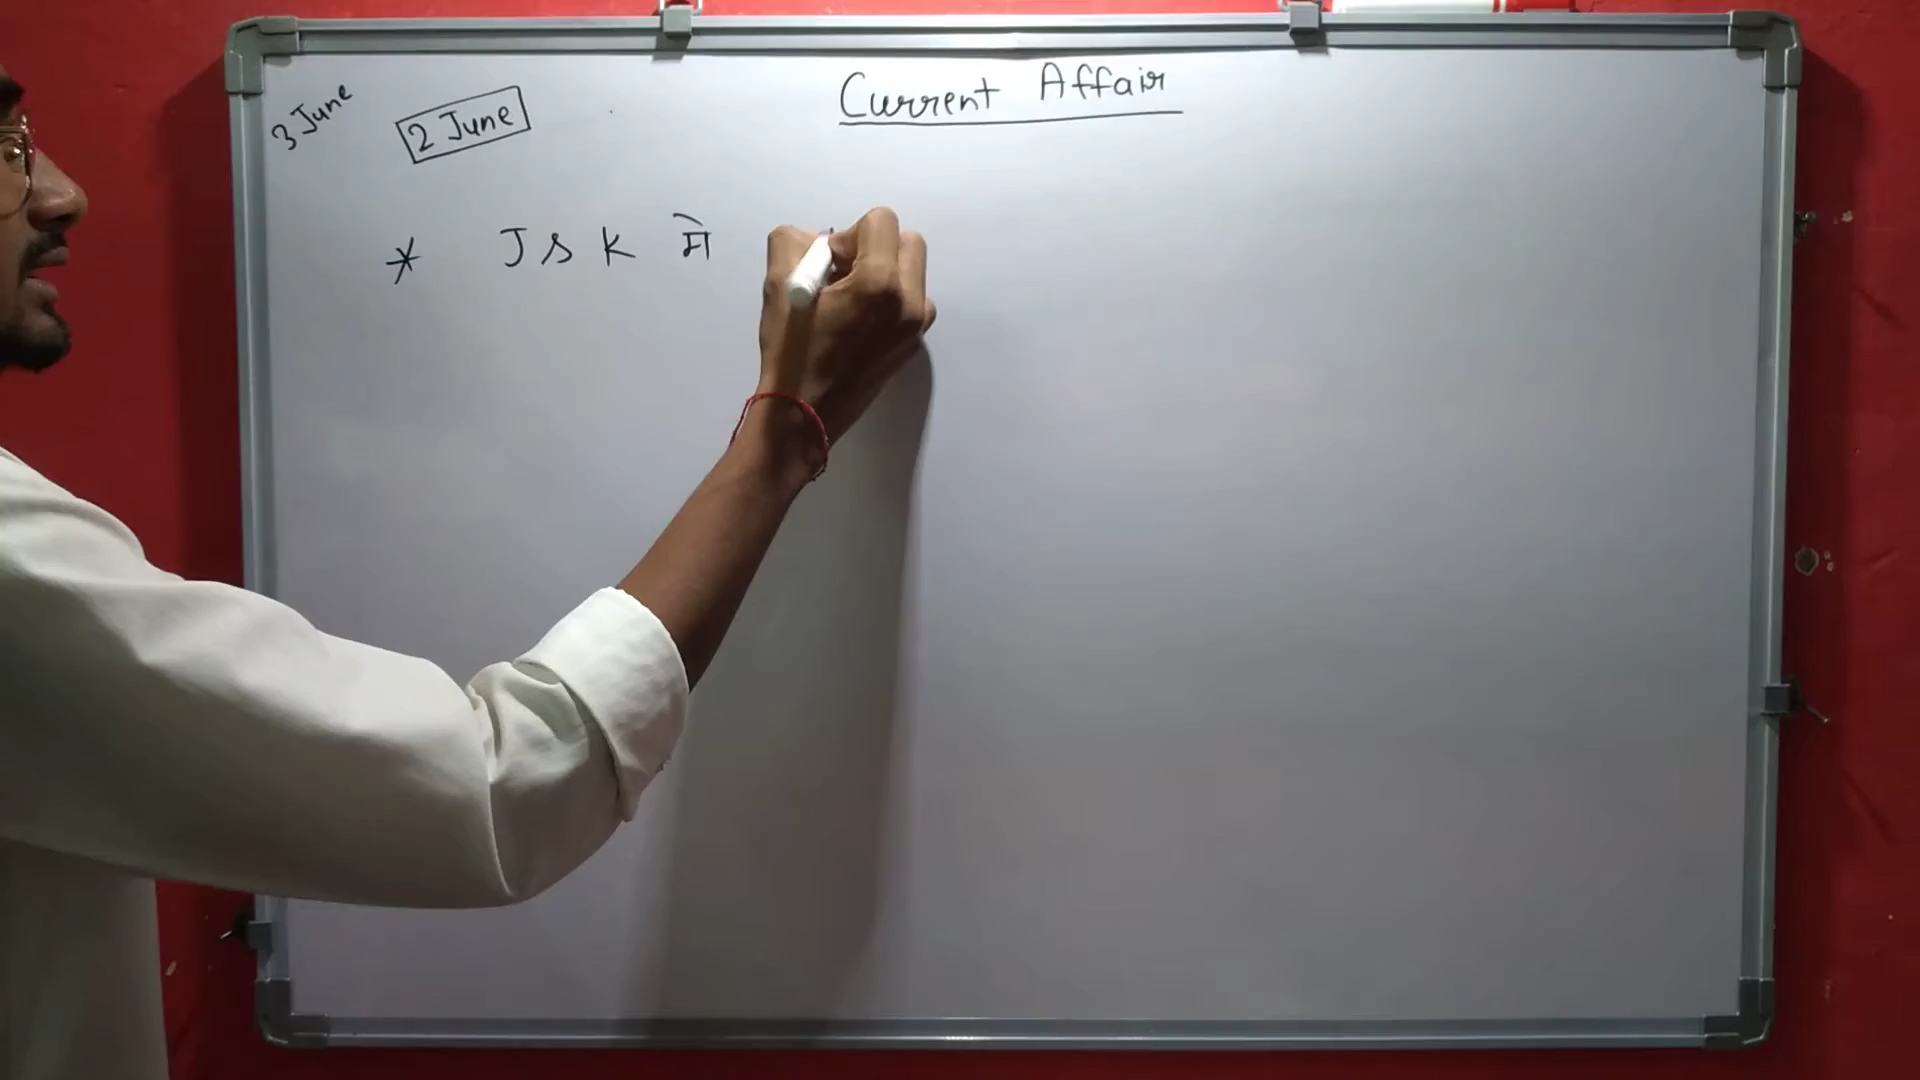 Current Affair
3 June
2 June
* J S K में